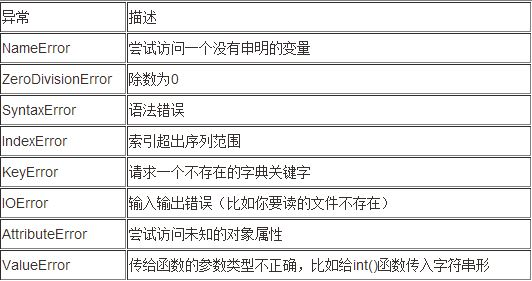 异常 描述
NameError 尝试访问一个没有申明的变量
ZeroDivisionError 除数为0
SyntaxError 语法错误
IndexError 索引超出序列范围
KeyError 请求一个不存在的字典关键字
IOError 输入输出错误（比如你要读的文件不存在）
AttributeError 尝试访问未知的对象属性
ValueError 传给函数的参数类型不正确，比如给int()函数传入字符串形